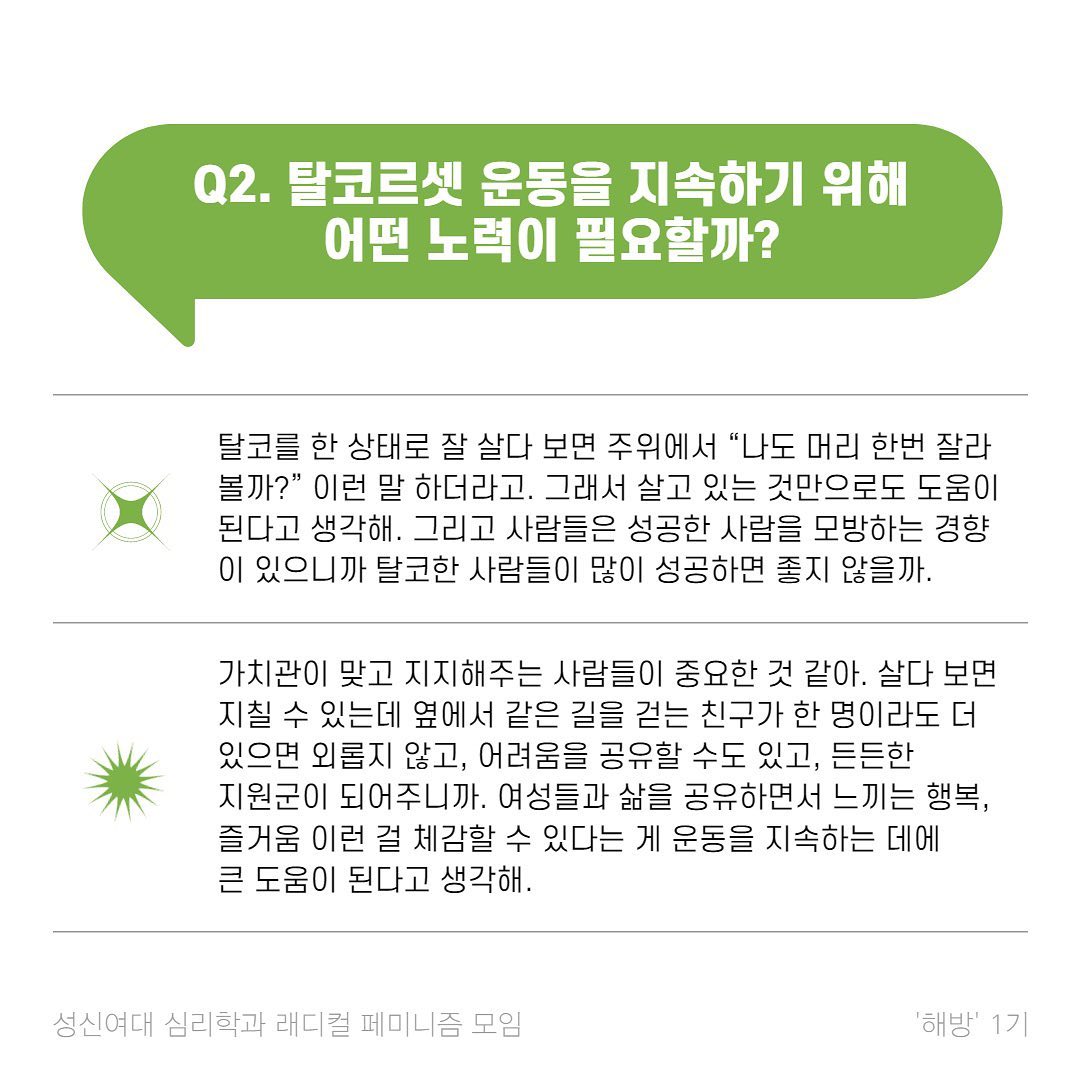 Q2. 탈코르셋 운동을 지속하기 위해
어떤 노력이 필요할까?
탈코를 한 상태로 잘 살다 보면 주위에서 “나도 머리 한번 잘라
볼까?” 이런 말 하더라고. 그래서 살고 있는 것만으로도 도움이
된다고 생각해. 그리고 사람들은 성공한 사람을 모방하는 경향
이 있으니까 탈코한 사람들이 많이 성공하면 좋지 않을까.
가치관이 맞고 지지해주는 사람들이 중요한 것 같아. 살다 보면
지칠 수 있는데 옆에서 같은 길을 걷는 친구가 한 명이라도 더
있으면 외롭지 않고, 어려움을 공유할 수도 있고, 든든한
지원군이 되어주니까. 여성들과 삶을 공유하면서 느끼는 행복,
즐거움 이런 걸 체감할 수 있다는 게 운동을 지속하는 데에
큰 도움이 된다고 생각해.
성신여대 심리학과 래디컬 페미니즘 모임
'해방' 1기